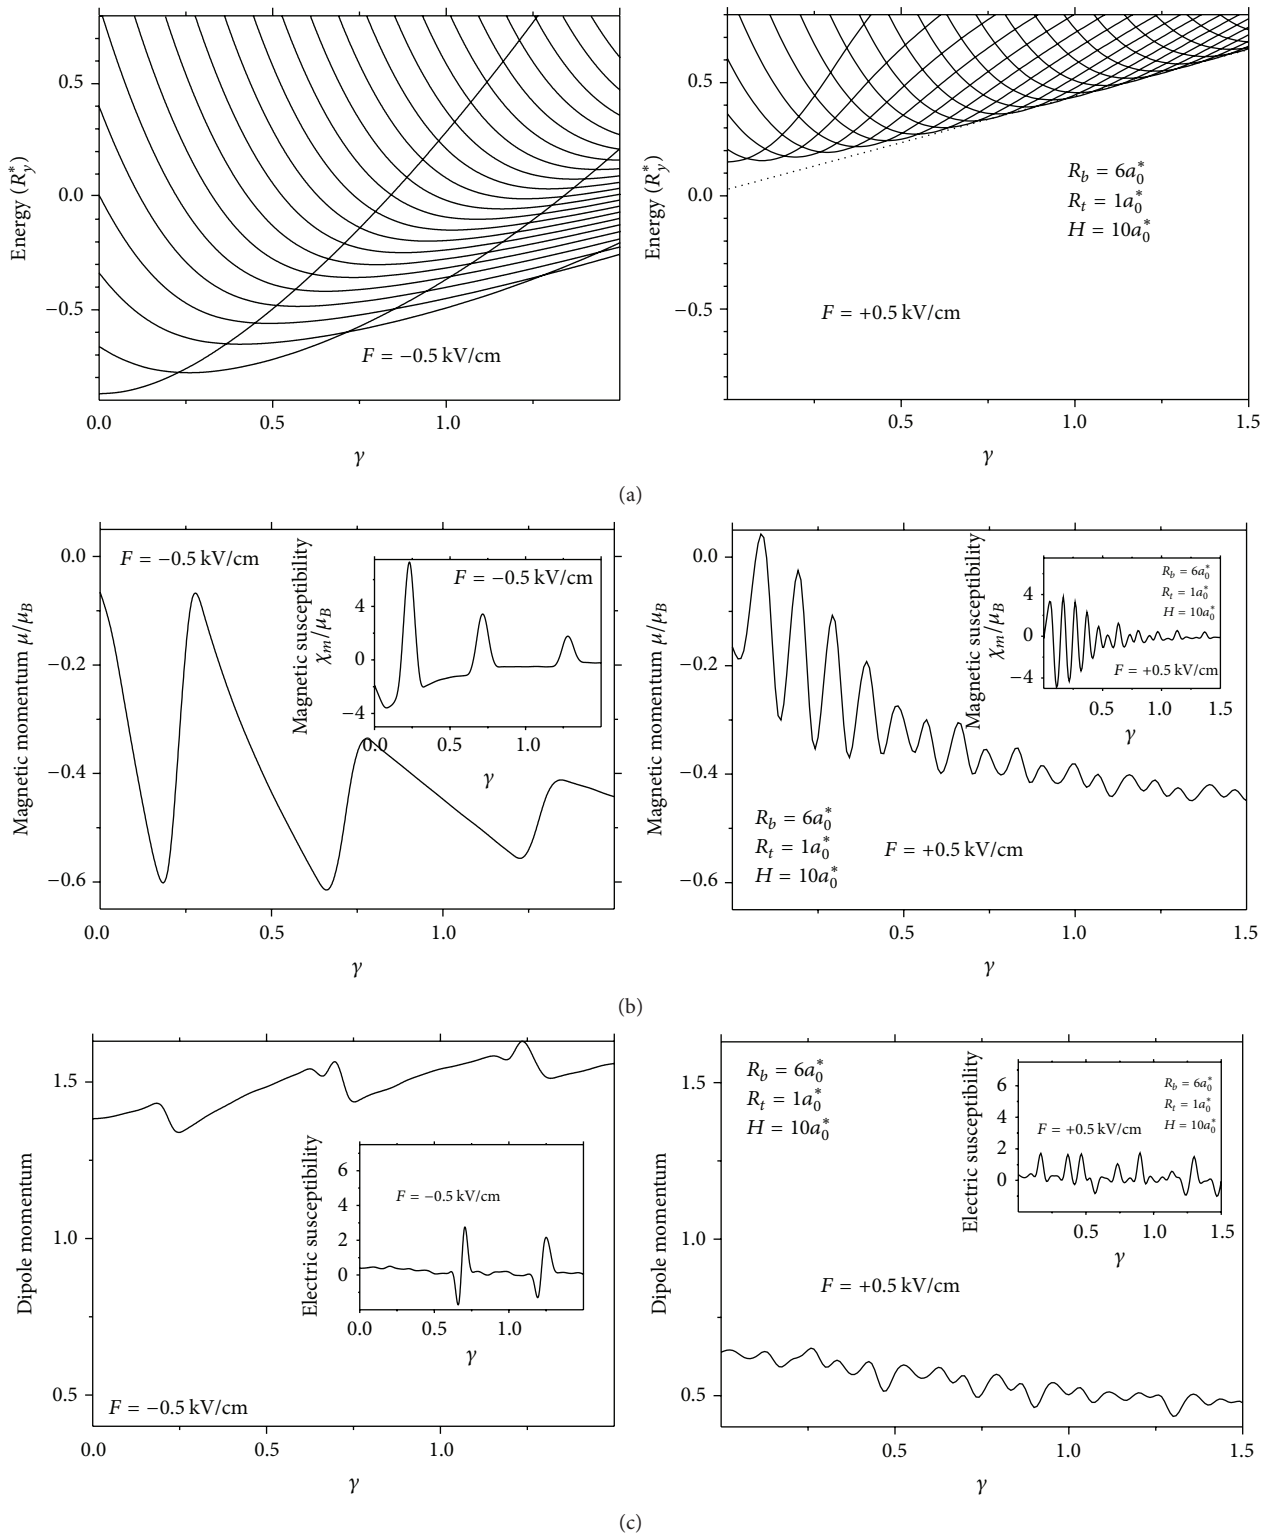 0.5
0.0
−0.5
Energy (R*y)
F = −0.5 kV/cm
0.0 0.5 1.0
γ
0.5
0.0
−0.5
Energy (R*y)
Rb = 6a*0
Rt = 1a*0
H = 10a*0
F = +0.5 kV/cm
0.5 1.0 1.5
γ
(a)
0.0
−0.2
−0.4
−0.6
Magnetic momentum μ/μB
F = −0.5 kV/cm
Magnetic susceptibility
χm/μB
F = −0.5 kV/cm
4
0
−4
0.0 0.5 1.0
γ
0.0 0.5 1.0
γ
0.0
−0.2
−0.4
−0.6
Magnetic momentum μ/μB
Magnetic susceptibility
χm/μB
4
0
−4
Rb = 6a*0
Rt = 1a*0
H = 10a*0
F = +0.5 kV/cm
0.5 1.0 1.5
γ
Rb = 6a*0
Rt = 1a*0
H = 10a*0
F = +0.5 kV/cm
0.5 1.0 1.5
γ
(b)
1.5
1.0
0.5
Dipole momentum
Electric susceptibility
6
4
2
0
F = −0.5 kV/cm
0.0 0.5 1.0
γ
F = −0.5 kV/cm
0.0 0.5 1.0
γ
1.5
1.0
0.5
Dipole momentum
Rb = 6a*0
Rt = 1a*0
H = 10a*0
Electric susceptibility
6
4
2
0
Rb = 6a*0
Rt = 1a*0
H = 10a*0
F = +0.5 kV/cm
0.5 1.0 1.5
γ
F = +0.5 kV/cm
0.5 1.0 1.5
γ
(c)